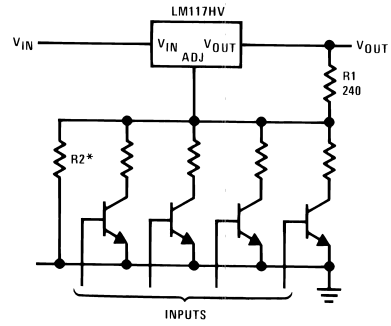 LM117HV
VIN
VIN VOUT
ADJ
VOUT
R1
240
R2*
INPUTS